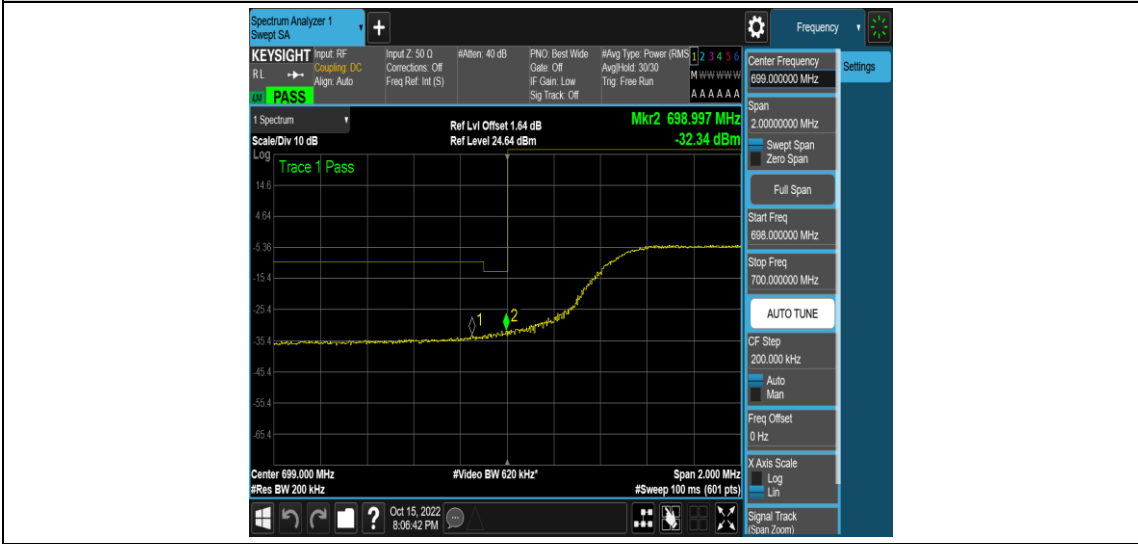 Spectrum Analyzer 1
Swept SA
+
Frequency
KEYSIGHT Input: RF
Coupling: DC
Align: Auto
Input Z: 50 Ω
Corrections: Off
Freq Ref: Int (S)
#Atten: 40 dB
PNO: Best Wide
Gate: Off
IF Gain: Low
Sig Track: Off
#Avg Type: Power (RMS
Avg|Hold: 30/30
Trig: Free Run
1 2 3 4 5 6
M W W W W W
A A A A A A
R L
PASS
1 Spectrum
Scale/Div 10 dB
Ref Lvl Offset 1.64 dB
Ref Level 24.64 dBm
Mkr2 698.997 MHz
-32.34 dBm
Log
Trace 1 Pass
14.6
4.64
-5.36
-15.4
-25.4
-35.4
-45.4
-55.4
-65.4
1
2
Center 699.000 MHz
#Res BW 200 kHz
#Video BW 620 kHz*
Span 2.000 MHz
#Sweep 100 ms (601 pts)
?
Oct 15, 2022
8:06:42 PM
Center Frequency
699.000000 MHz
Settings
Span
2.00000000 MHz
Swept Span
Zero Span
Full Span
Start Freq
698.000000 MHz
Stop Freq
700.000000 MHz
AUTO TUNE
CF Step
200.000 kHz
Auto
Man
Freq Offset
0 Hz
X Axis Scale
Log
Lin
Signal Track
(Span Zoom)